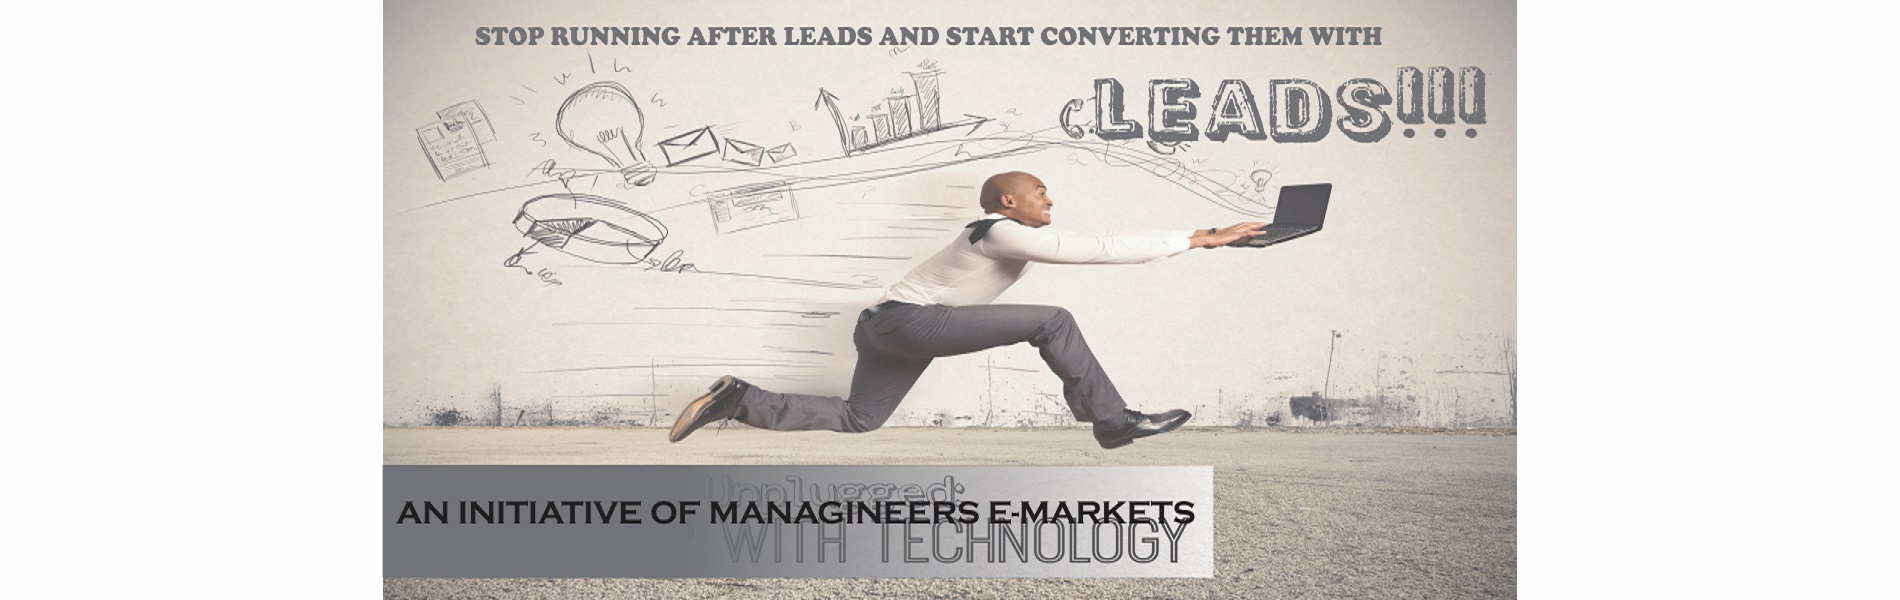 STOP RUNNING AFTER LEADS AND START CONVERTING THEM WITH
cLEADS!!!
Unplugged:
AN INITIATIVE OF MANAGINEERS E-MARKETS
WITH TECHNOLOGY